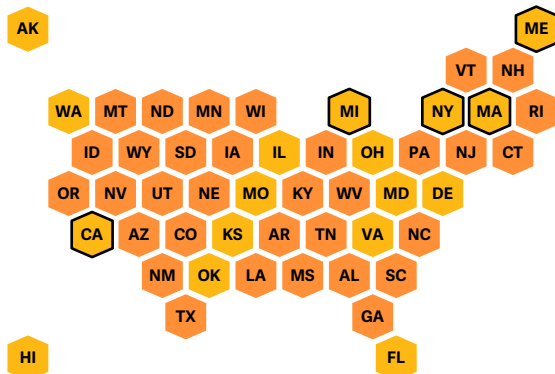 AK ME
VT NH
WA MT ND MN WI MI NY MA RI
ID WY SD IA IL IN OH PA NJ CT
OR NV UT NE MO KY WV MD DE
CA AZ CO KS AR TN VA NC
NM OK LA MS AL SC
TX GA
HI FL